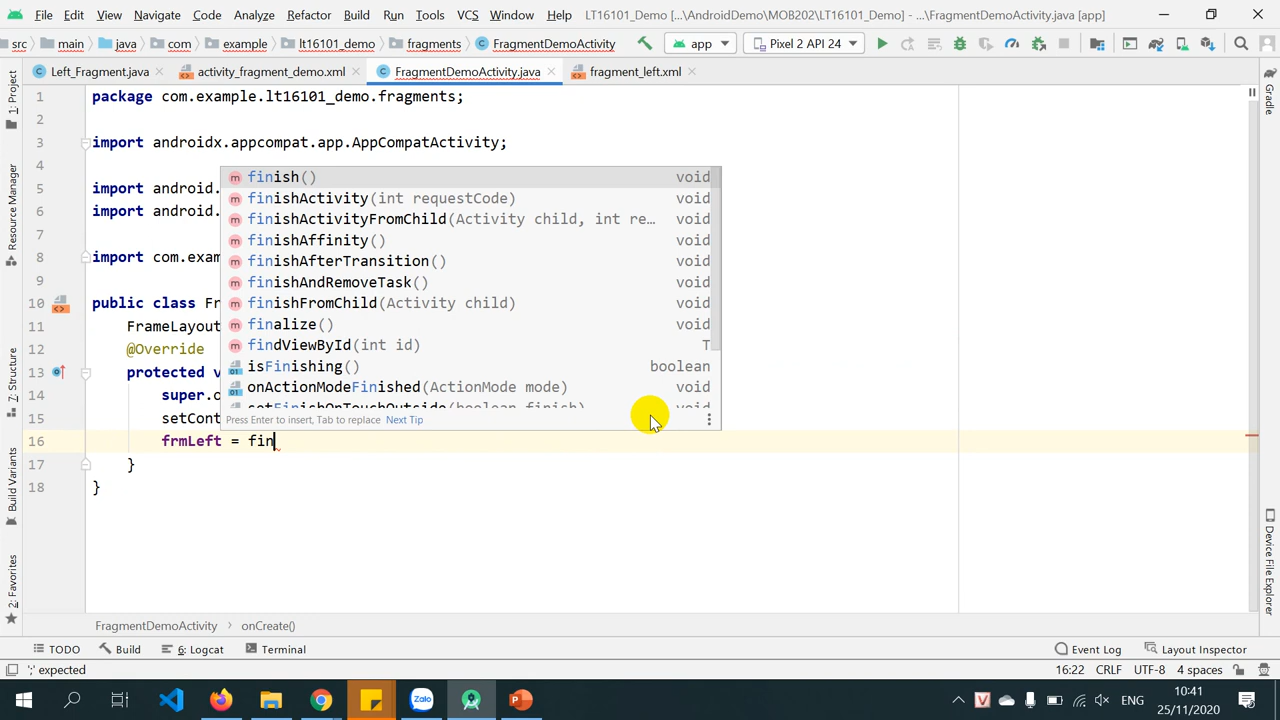 File Edit View Navigate Code Analyze Refactor Build Run Tools VCS Window Help LT16101_Demo [...\AndroidDemo\MOB202\LT16101_Demo] - ...\FragmentDemoActivity.java [app]
src main java com example lt16101_demo fragments FragmentDemoActivity app Pixel 2 API 24
Left_Fragment.java activity_fragment_demo.xml FragmentDemoActivity.java fragment_left.xml
1: Project
Resource Manager
7: Structure
Build Variants
2: Favorites
1 package com.example.lt16101_demo.fragments;
2
3 import androidx.appcompat.app.AppCompatActivity;
4
5 import android.
6 import android.
7
8 import com.exam
9
10 public class Fr
11 FrameLayout
12 @Override
13 protected v
14 super.o
15 setCont
16 frmLeft = fin
17 }
18 }
finish() void
finishActivity(int requestCode) void
finishActivityFromChild(Activity child, int re… void
finishAffinity() void
finishAfterTransition() void
finishAndRemoveTask() void
finishFromChild(Activity child) void
finalize() void
findViewById(int id) T
isFinishing() boolean
onActionModeFinished(ActionMode mode) void
setFinishOnTouchOutside(boolean finish) void
Press Enter to insert, Tab to replace Next Tip
Gradle
Device File Explorer
FragmentDemoActivity onCreate()
TODO Build 6: Logcat Terminal Event Log Layout Inspector
';' expected 16:22 CRLF UTF-8 4 spaces
Zalo ENG 10:41
25/11/2020